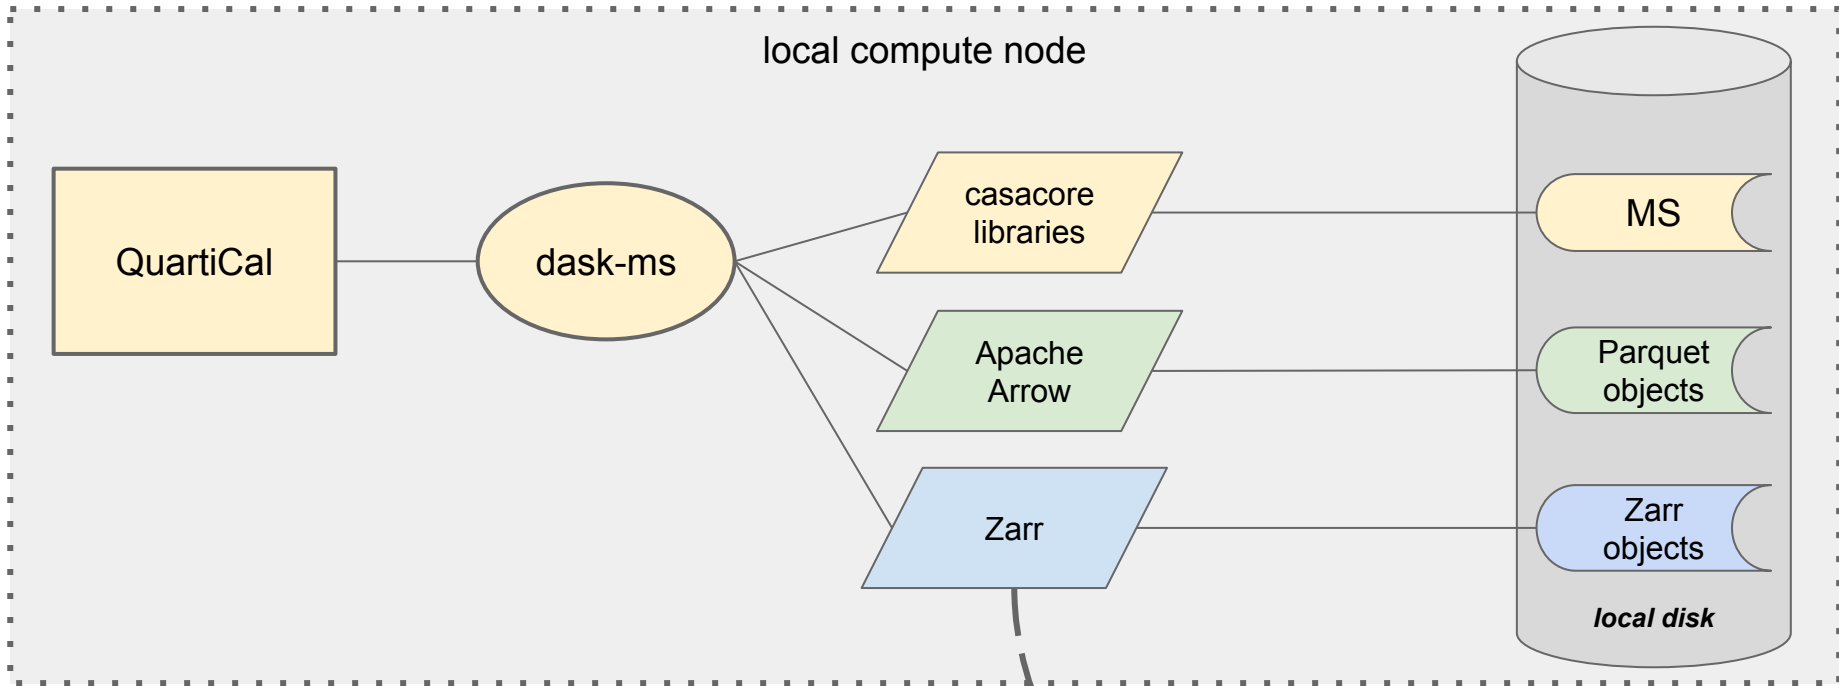 local compute node
QuartiCal
dask-ms
casacore
libraries
MS
Apache
Arrow
Parquet
objects
Zarr
Zarr
objects
local disk